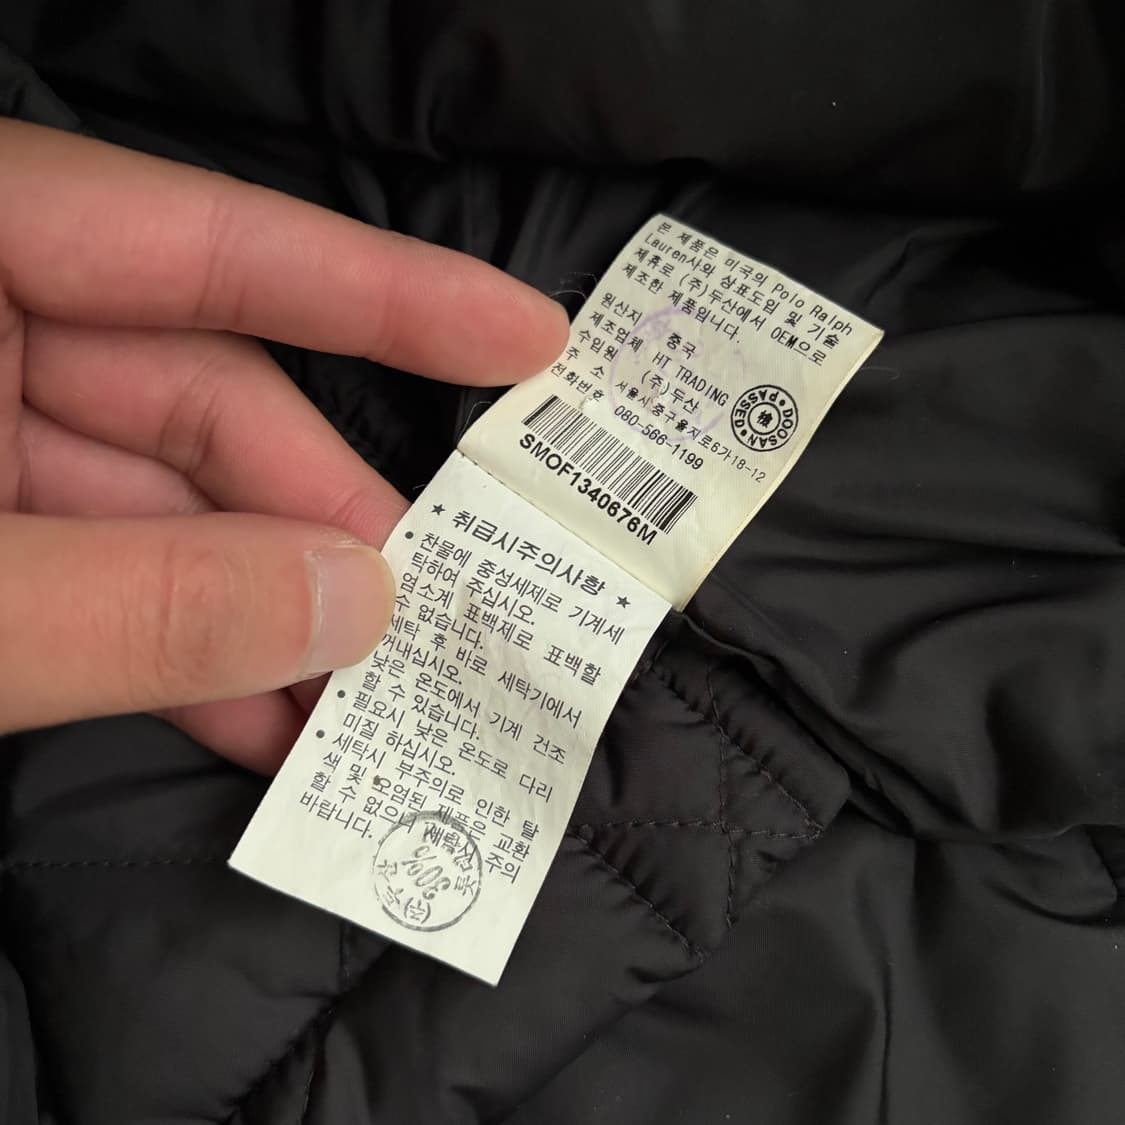 본 제품은 미국의 Polo Ralph
Lauren사와 상표도입 및 기술
제휴로 (주)두산에서 OEM으로
제조한 제품입니다.
원산지 중국
제조업체 HT TRADING
수입원 (주)두산
주 소 서울시중구을지로6가18-12
전화번호 080-566-1199
DOOSAN PASSED
檢
SMOF1340676M
★ 취급시주의사항 ★
● 찬물에 중성세제로 기계세
탁하여 주십시오.
염소계 표백제로 표백할
수 없습니다.
세탁 후 바로 세탁기에서
꺼내십시오.
낮은 온도에서 기계 건조
할 수 있습니다.
● 필요시 낮은 온도로 다리
미질 하십시오.
● 세탁시 부주의로 인한 탈
색 및 오염된 제품은 교환
할 수 없으니 세탁시 주의
바랍니다.
30%